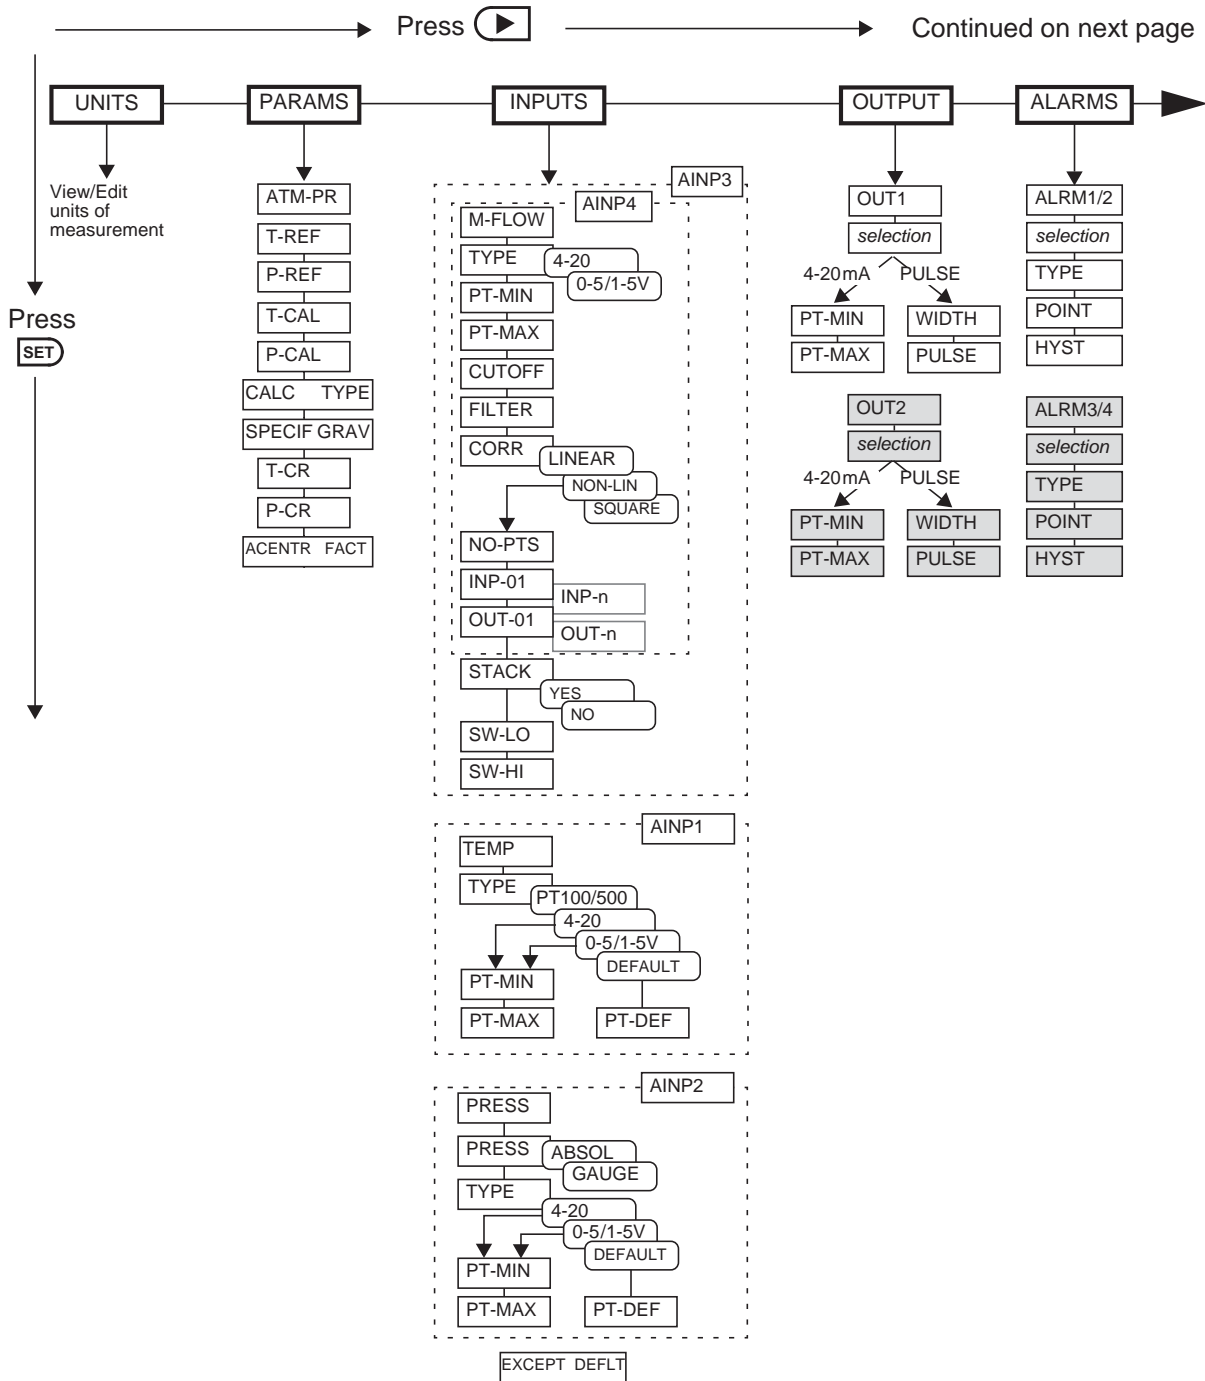 Press
Continued on next page
UNITS
PARAMS
INPUTS
OUTPUT
ALARMS
Press
SET
View/Edit
units of
measurement
ATM-PR
T-REF
P-REF
T-CAL
P-CAL
CALC TYPE
SPECIF GRAV
T-CR
P-CR
ACENTR FACT
AINP3
AINP4
M-FLOW
TYPE
4-20
0-5/1-5V
PT-MIN
PT-MAX
CUTOFF
FILTER
CORR
LINEAR
NON-LIN
SQUARE
NO-PTS
INP-01
INP-n
OUT-01
OUT-n
STACK
YES
NO
SW-LO
SW-HI
AINP1
TEMP
TYPE
PT100/500
4-20
0-5/1-5V
DEFAULT
PT-MIN
PT-MAX
PT-DEF
AINP2
PRESS
PRESS
ABSOL
GAUGE
TYPE
4-20
0-5/1-5V
DEFAULT
PT-MIN
PT-MAX
PT-DEF
EXCEPT DEFLT
OUT1
selection
4-20mA PULSE
PT-MIN WIDTH
PT-MAX PULSE
OUT2
selection
4-20mA PULSE
PT-MIN WIDTH
PT-MAX PULSE
ALRM1/2
selection
TYPE
POINT
HYST
ALRM3/4
selection
TYPE
POINT
HYST